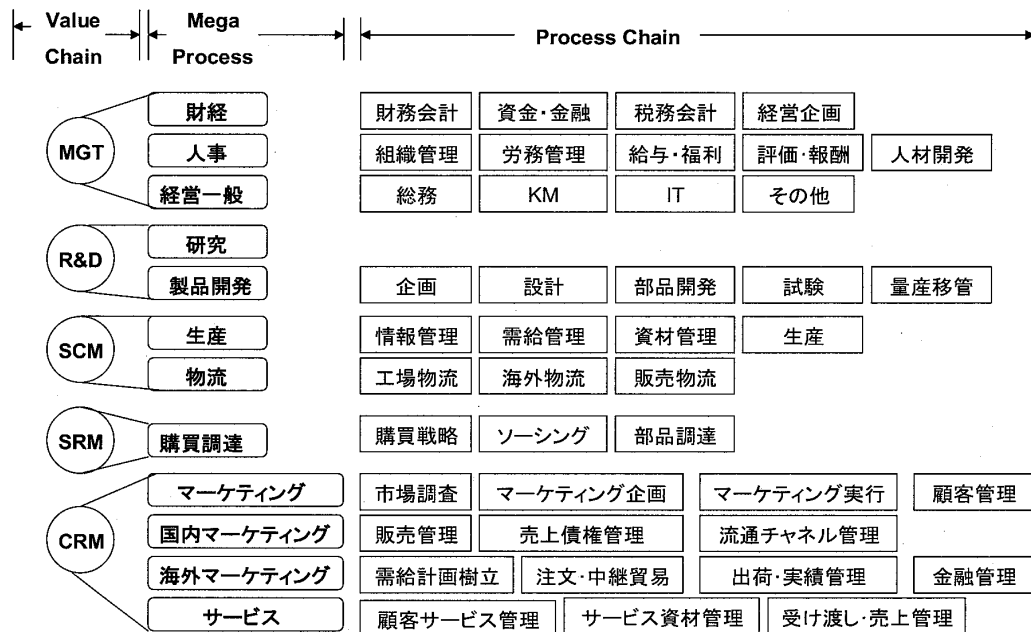 Value Chain
Mega Process
Process Chain
MGT
財経
財務会計
資金・金融
税務会計
経営企画
人事
組織管理
労務管理
給与・福利
評価・報酬
人材開発
経営一般
総務
KM
IT
その他
R&D
研究
製品開発
企画
設計
部品開発
試験
量産移管
SCM
生産
情報管理
需給管理
資材管理
生産
物流
工場物流
海外物流
販売物流
SRM
購買調達
購買戦略
ソーシング
部品調達
CRM
マーケティング
市場調査
マーケティング企画
マーケティング実行
顧客管理
国内マーケティング
販売管理
売上債権管理
流通チャネル管理
海外マーケティング
需給計画樹立
注文・中継貿易
出荷・実績管理
金融管理
サービス
顧客サービス管理
サービス資材管理
受け渡し・売上管理